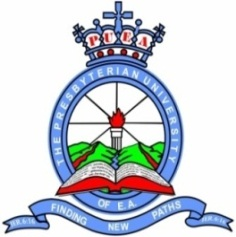 PUEA
THE PRESBYTERIAN UNIVERSITY
OF E.A.
FINDING NEW PATHS